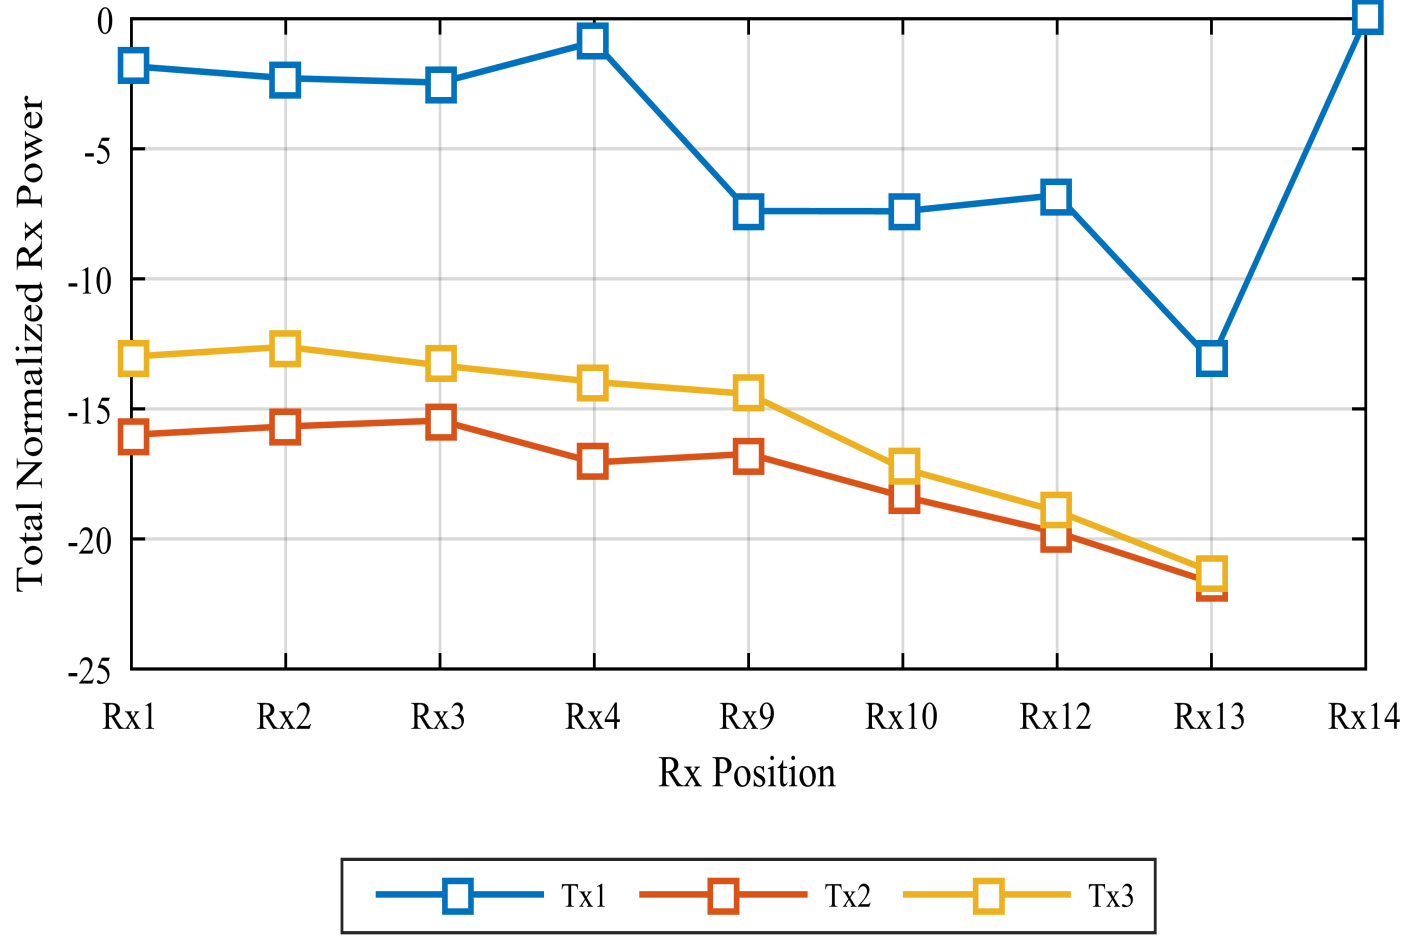 Total Normalized Rx Power
0
-5
-10
-15
-20
-25
Rx1 Rx2 Rx3 Rx4 Rx9 Rx10 Rx12 Rx13 Rx14
Rx Position
Tx1 Tx2 Tx3